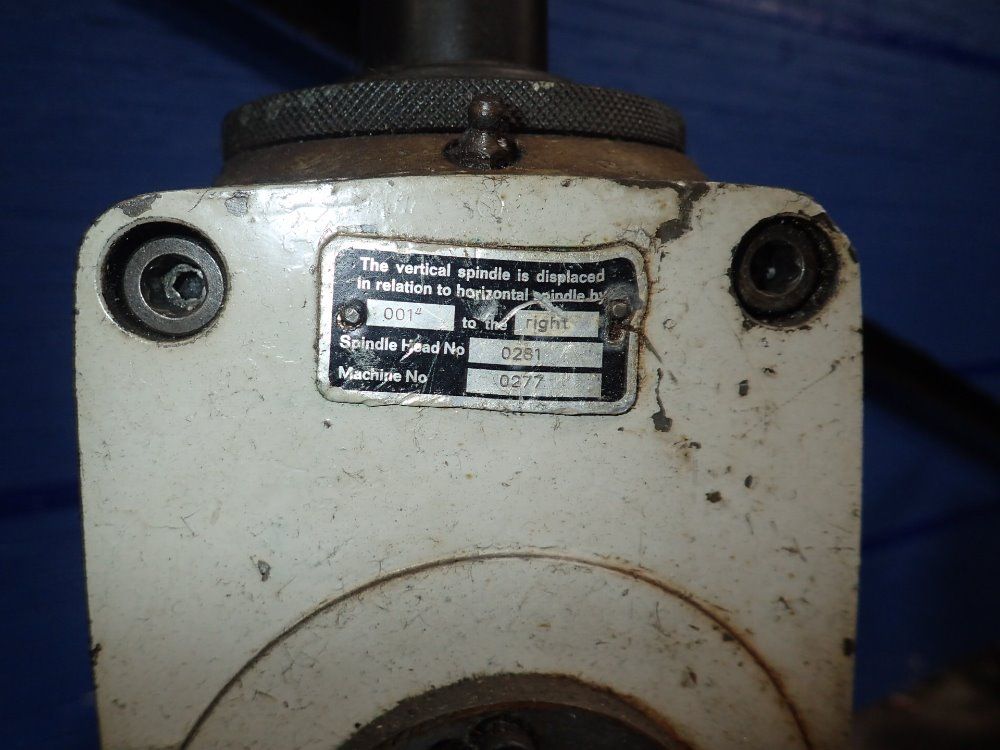 The vertical spindle is displaced
in relation to horizontal spindle by
001" to the right
Spindle Head No 0281
Machine No 0277